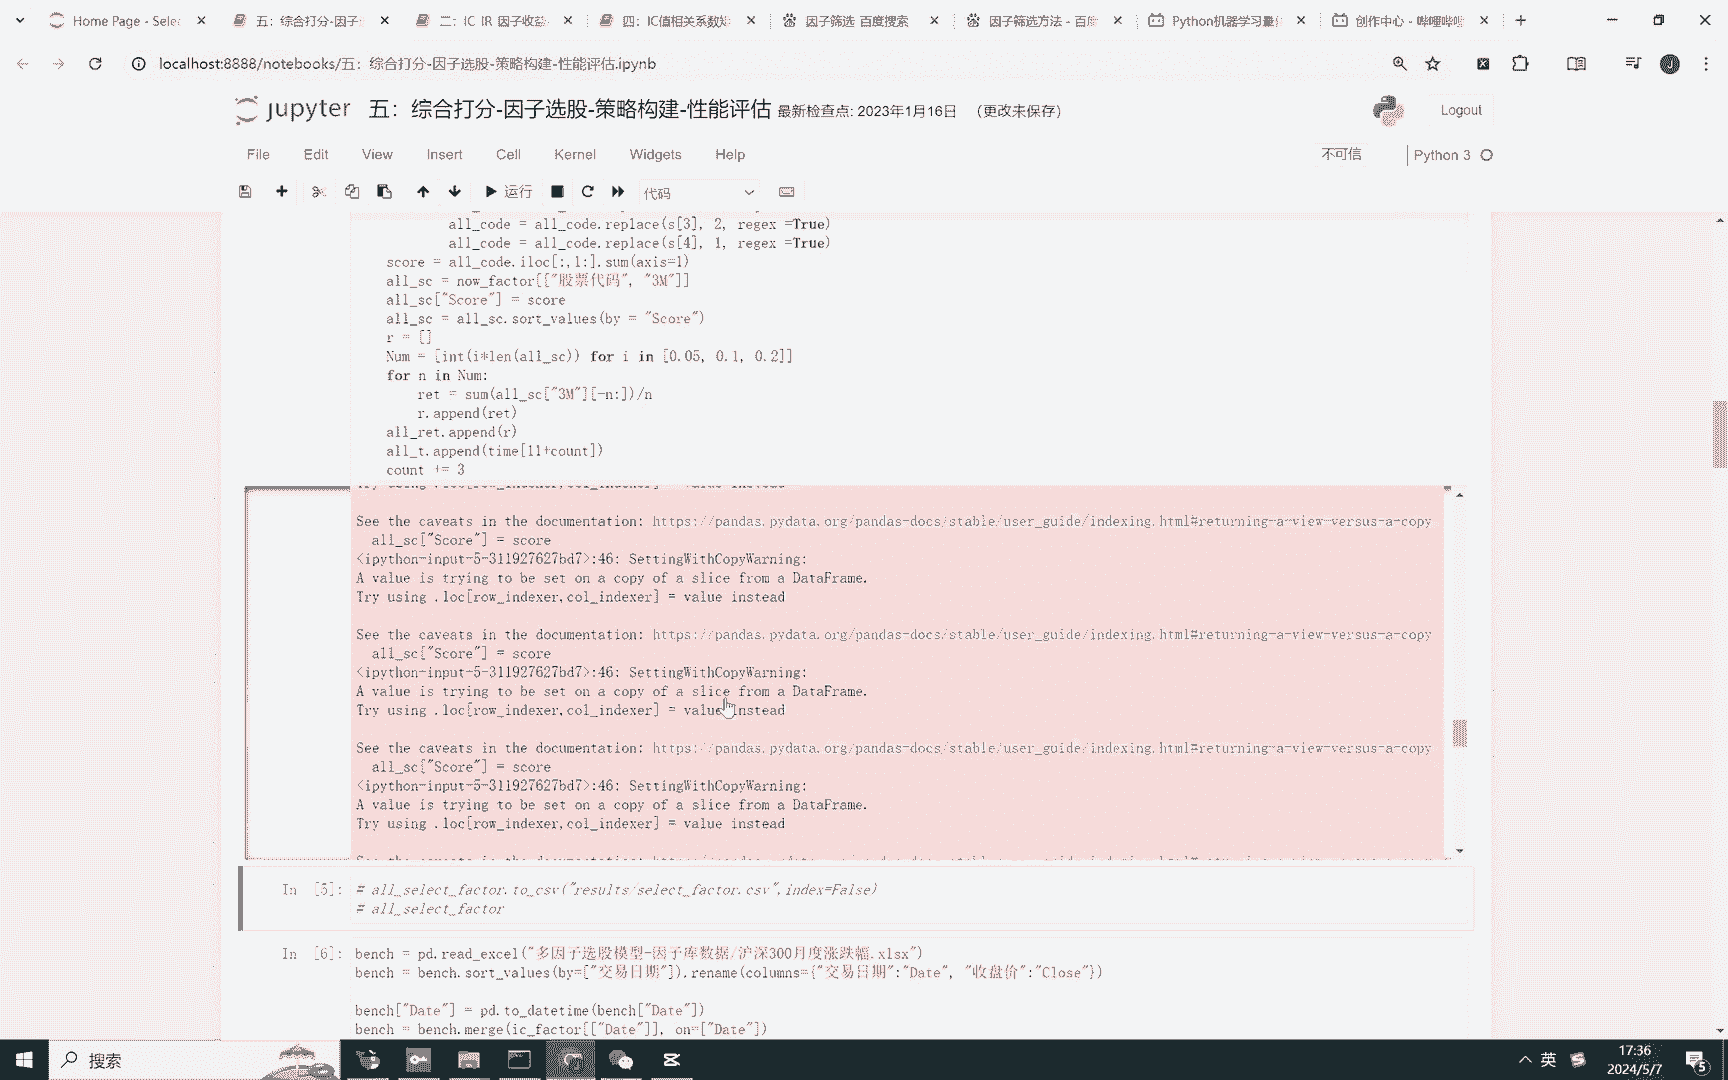 Home Page - Sele
五：综合打分-因子
二：IC IR 因子收益
四：IC值相关系数矩
因子筛选_百度搜索
因子筛选方法 - 百度
Python机器学习量
创作中心 - 哔哩哔哩
localhost:8888/notebooks/五：综合打分-因子选股-策略构建-性能评估.ipynb
jupyter 五：综合打分-因子选股-策略构建-性能评估 最新检查点: 2023年1月16日 (更改未保存)
Logout
File Edit View Insert Cell Kernel Widgets Help
不可信
Python 3
运行
代码
all_code = all_code.replace(s[3], 2, regex =True)
all_code = all_code.replace(s[4], 1, regex =True)
score = all_code.iloc[:,1:].sum(axis=1)
all_sc = now_factor[["股票代码", "3M"]]
all_sc["Score"] = score
all_sc = all_sc.sort_values(by = "Score")
r = []
Num = [int(i*len(all_sc)) for i in [0.05, 0.1, 0.2]]
for n in Num:
ret = sum(all_sc["3M"][-n:])/n
r.append(ret)
all_ret.append(r)
all_t.append(time[11+count])
count += 3
Try using .loc[row_indexer,col_indexer] = value instead
See the caveats in the documentation: https://pandas.pydata.org/pandas-docs/stable/user_guide/indexing.html#returning-a-view-versus-a-copy
all_sc["Score"] = score
<ipython-input-5-311927627bd7>:46: SettingWithCopyWarning:
A value is trying to be set on a copy of a slice from a DataFrame.
Try using .loc[row_indexer,col_indexer] = value instead
See the caveats in the documentation: https://pandas.pydata.org/pandas-docs/stable/user_guide/indexing.html#returning-a-view-versus-a-copy
all_sc["Score"] = score
<ipython-input-5-311927627bd7>:46: SettingWithCopyWarning:
A value is trying to be set on a copy of a slice from a DataFrame.
Try using .loc[row_indexer,col_indexer] = value instead
See the caveats in the documentation: https://pandas.pydata.org/pandas-docs/stable/user_guide/indexing.html#returning-a-view-versus-a-copy
all_sc["Score"] = score
<ipython-input-5-311927627bd7>:46: SettingWithCopyWarning:
A value is trying to be set on a copy of a slice from a DataFrame.
Try using .loc[row_indexer,col_indexer] = value instead
In [5]: # all_select_factor.to_csv("results/select_factor.csv",index=False)
# all_select_factor
In [6]: bench = pd.read_excel("多因子选股模型-因子库数据/沪深300月度涨跌幅.xlsx")
bench = bench.sort_values(by=["交易日期"]).rename(columns={"交易日期":"Date", "收盘价":"Close"})
bench["Date"] = pd.to_datetime(bench["Date"])
bench = bench.merge(ic_factor[["Date"]], on=["Date"])
搜索
英
17:36
2024/5/7
5